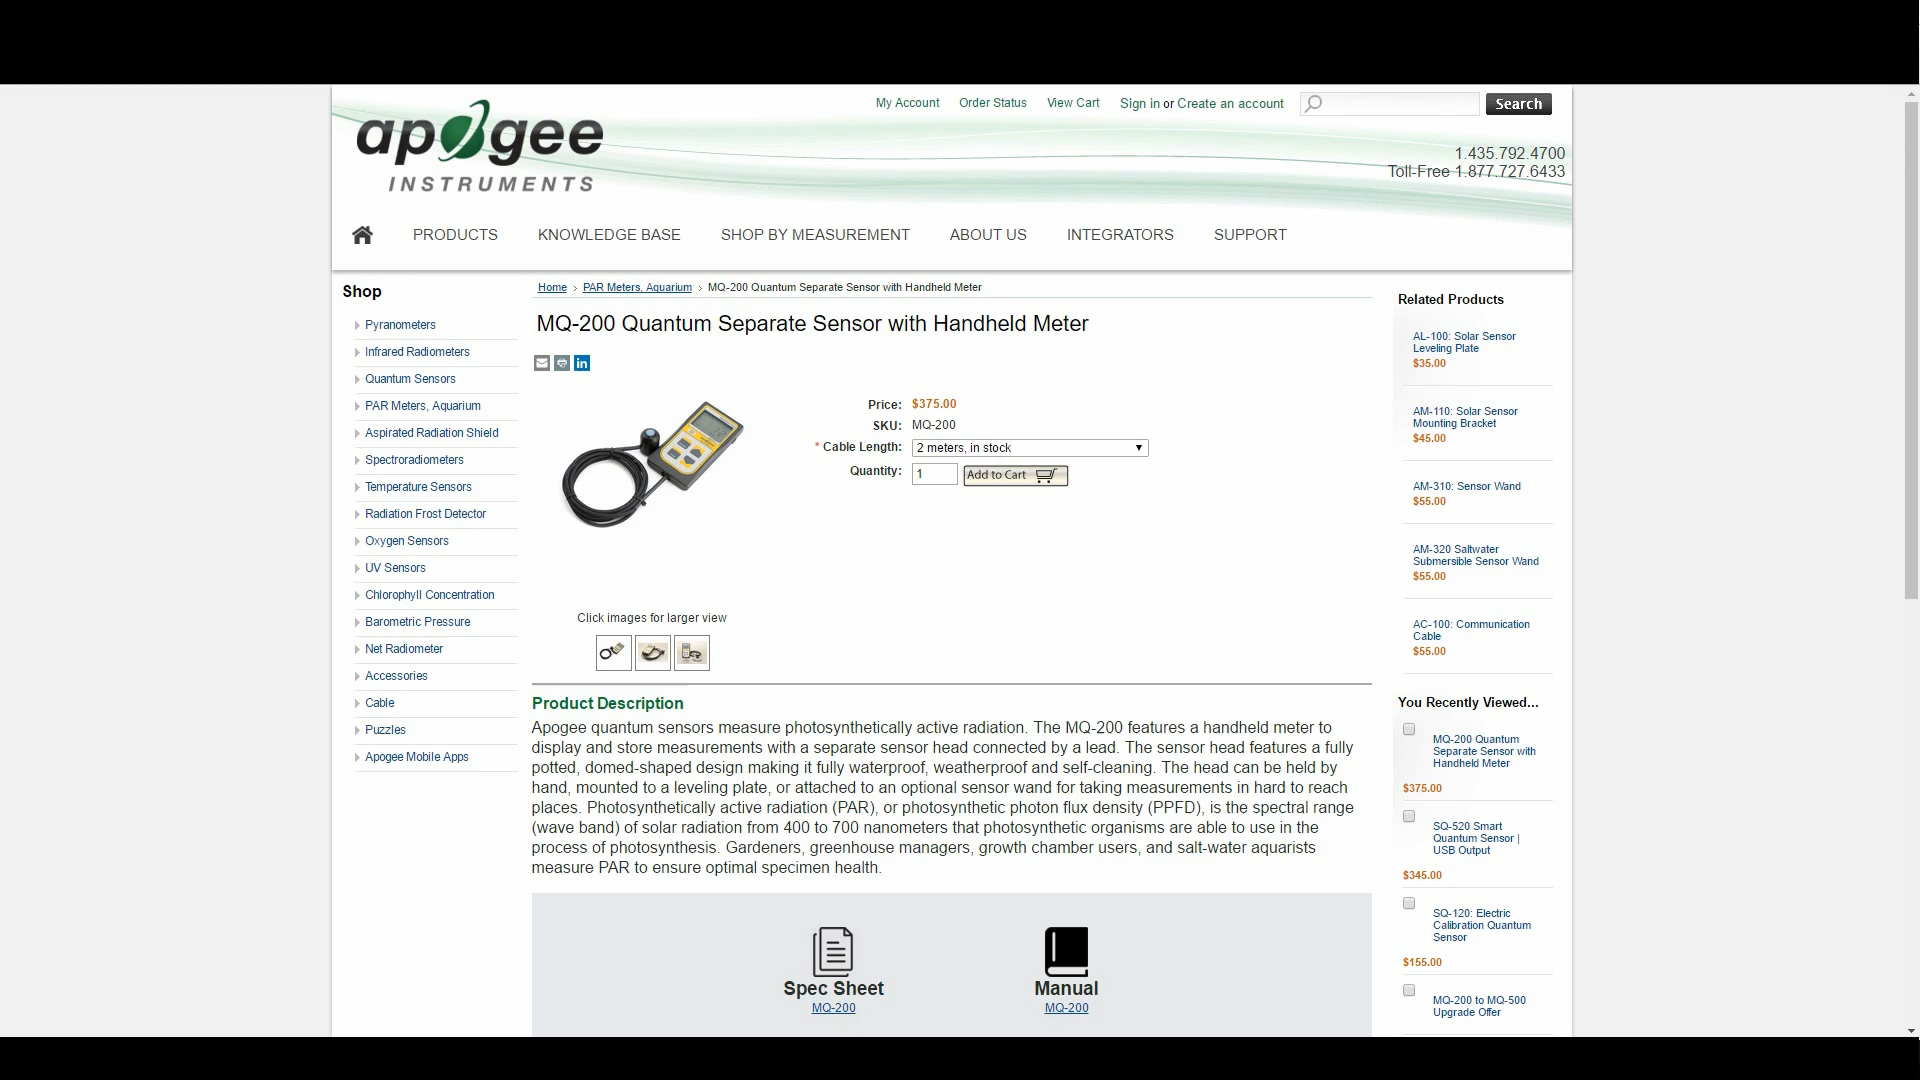 My Account Order Status View Cart Sign in or Create an account Search
apogee
INSTRUMENTS
1.435.792.4700
Toll-Free 1.877.727.6433
PRODUCTS KNOWLEDGE BASE SHOP BY MEASUREMENT ABOUT US INTEGRATORS SUPPORT
Shop
Pyranometers
Infrared Radiometers
Quantum Sensors
PAR Meters, Aquarium
Aspirated Radiation Shield
Spectroradiometers
Temperature Sensors
Radiation Frost Detector
Oxygen Sensors
UV Sensors
Chlorophyll Concentration
Barometric Pressure
Net Radiometer
Accessories
Cable
Puzzles
Apogee Mobile Apps
Home › PAR Meters, Aquarium › MQ-200 Quantum Separate Sensor with Handheld Meter
MQ-200 Quantum Separate Sensor with Handheld Meter
in
Price: $375.00
SKU: MQ-200
* Cable Length: 2 meters, in stock
Quantity: 1 Add to Cart
Click images for larger view
Product Description
Apogee quantum sensors measure photosynthetically active radiation. The MQ-200 features a handheld meter to
display and store measurements with a separate sensor head connected by a lead. The sensor head features a fully
potted, domed-shaped design making it fully waterproof, weatherproof and self-cleaning. The head can be held by
hand, mounted to a leveling plate, or attached to an optional sensor wand for taking measurements in hard to reach
places. Photosynthetically active radiation (PAR), or photosynthetic photon flux density (PPFD), is the spectral range
(wave band) of solar radiation from 400 to 700 nanometers that photosynthetic organisms are able to use in the
process of photosynthesis. Gardeners, greenhouse managers, growth chamber users, and salt-water aquarists
measure PAR to ensure optimal specimen health.
Spec Sheet
MQ-200
Manual
MQ-200
Related Products
AL-100: Solar Sensor
Leveling Plate
$35.00
AM-110: Solar Sensor
Mounting Bracket
$45.00
AM-310: Sensor Wand
$55.00
AM-320 Saltwater
Submersible Sensor Wand
$55.00
AC-100: Communication
Cable
$55.00
You Recently Viewed...
MQ-200 Quantum
Separate Sensor with
Handheld Meter
$375.00
SQ-520 Smart
Quantum Sensor |
USB Output
$345.00
SQ-120: Electric
Calibration Quantum
Sensor
$155.00
MQ-200 to MQ-500
Upgrade Offer